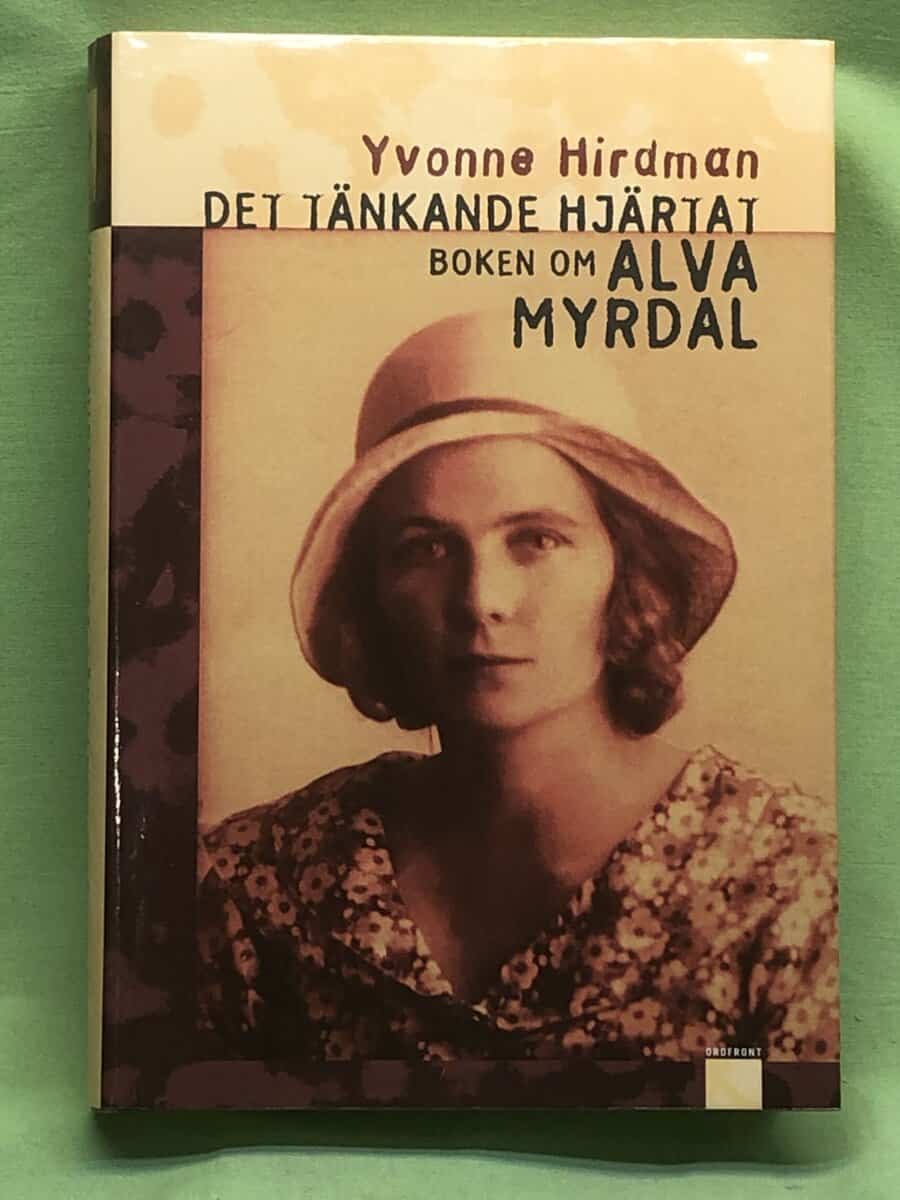 Yvonne Hirdman
DET TÄNKANDE HJÄRTAT
BOKEN OM ALVA
MYRDAL
ORDFRONT